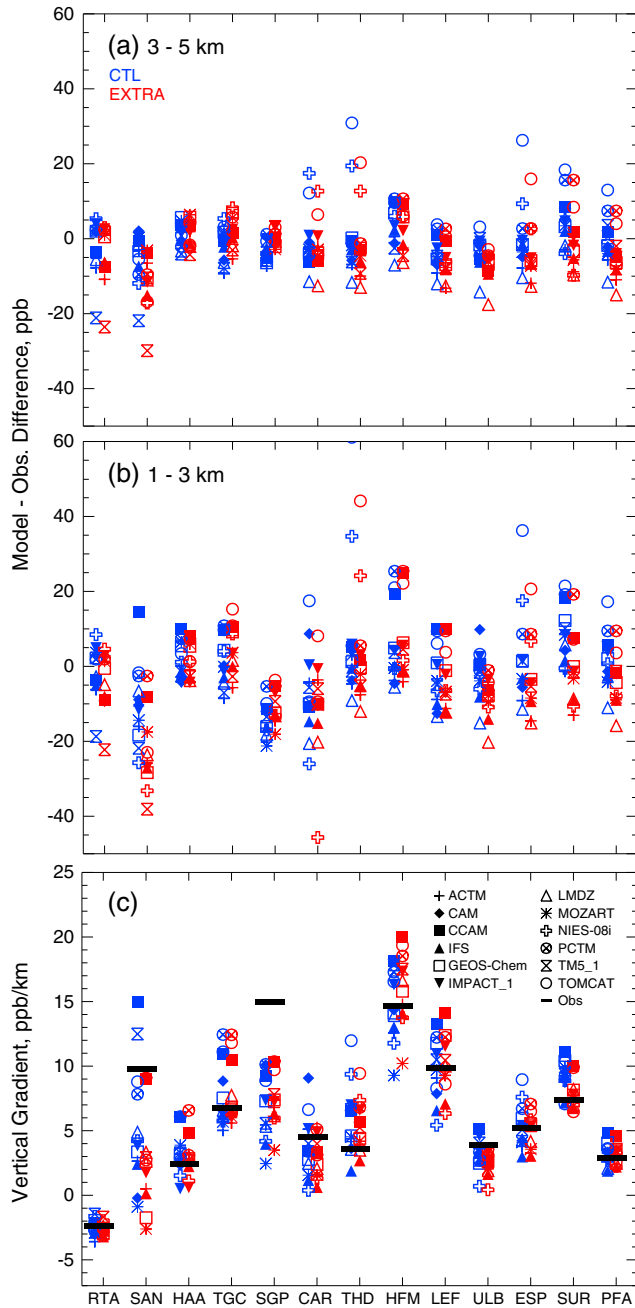 60
(a) 3 - 5 km
CTL
EXTRA
40
20
0
-20
-40
Model - Obs. Difference, ppb
60
(b) 1 - 3 km
40
20
0
-20
-40
25
(c)
ACTM LMDZ
CAM MOZART
CCAM NIES-08i
IFS PCTM
GEOS-Chem TM5_1
IMPACT_1 TOMCAT
Obs
20
15
10
5
0
-5
Vertical Gradient, ppb/km
RTA SAN HAA TGC SGP CAR THD HFM LEF ULB ESP SUR PFA